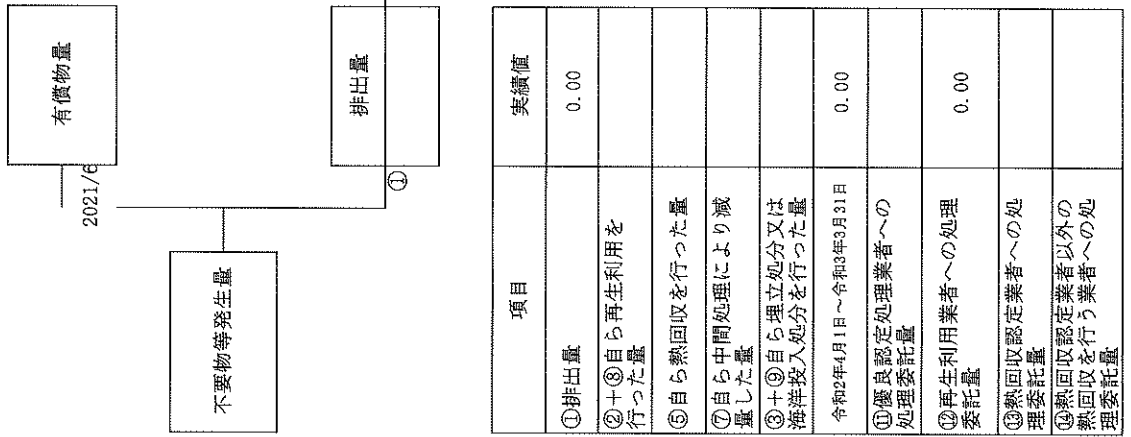 有償物量
2021/6
不要物等発生量
排出量
①
項目
実績値
①排出量
0.00
②+⑧自ら再生利用を
行った量
⑤自ら熱回収を行った量
⑦自ら中間処理により減
量した量
③+⑨自ら埋立処分又は
海洋投入処分を行った量
令和2年4月1日～令和3年3月31日
0.00
⑪優良認定処理業者への
処理委託量
⑫再生利用業者への処理
委託量
0.00
⑬熱回収認定業者への処
理委託量
⑭熱回収認定業者以外の
熱回収を行う業者への処
理委託量